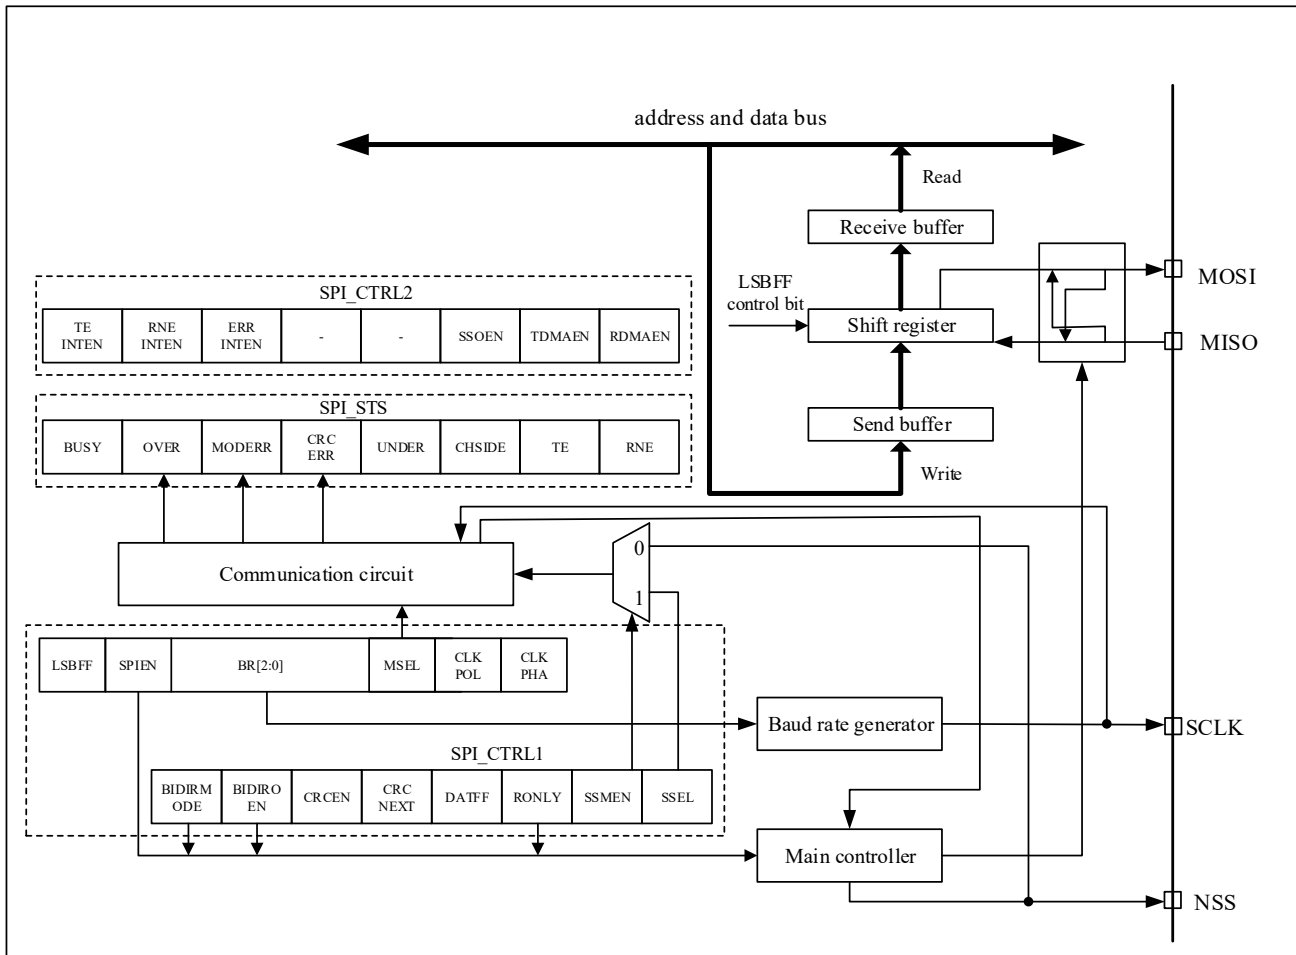 address and data bus
Read
Receive buffer
LSBFF
control bit
Shift register
MOSI
MISO
SPI_CTRL2
TE
INTEN
RNE
INTEN
ERR
INTEN
-
-
SSOEN
TDMAEN
RDMAEN
SPI_STS
BUSY
OVER
MODERR
CRC
ERR
UNDER
CHSIDE
TE
RNE
Send buffer
Write
Communication circuit
0
1
LSBFF
SPIEN
BR[2:0]
MSEL
CLK
POL
CLK
PHA
Baud rate generator
SCLK
SPI_CTRL1
BIDIRM
ODE
BIDIRO
EN
CRCEN
CRC
NEXT
DATFF
RONLY
SSMEN
SSEL
Main controller
NSS